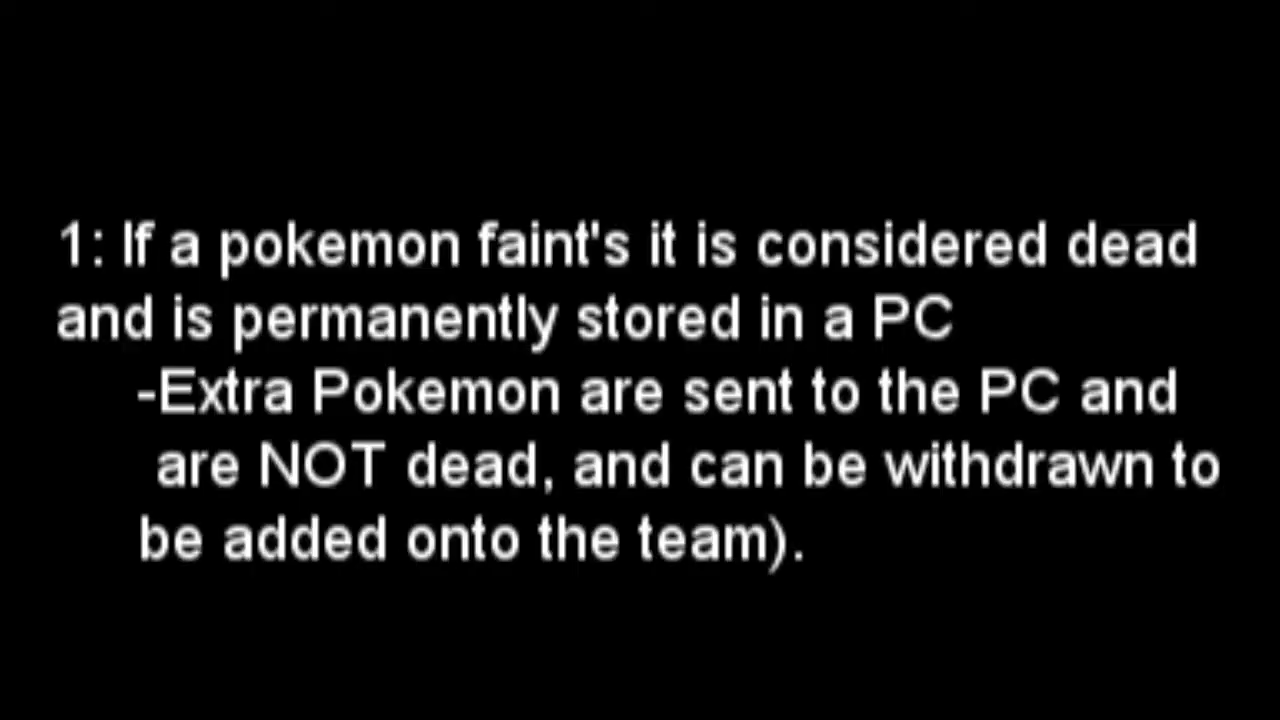 1: If a pokemon faint's it is considered dead
and is permanently stored in a PC
-Extra Pokemon are sent to the PC and
are NOT dead, and can be withdrawn to
be added onto the team).